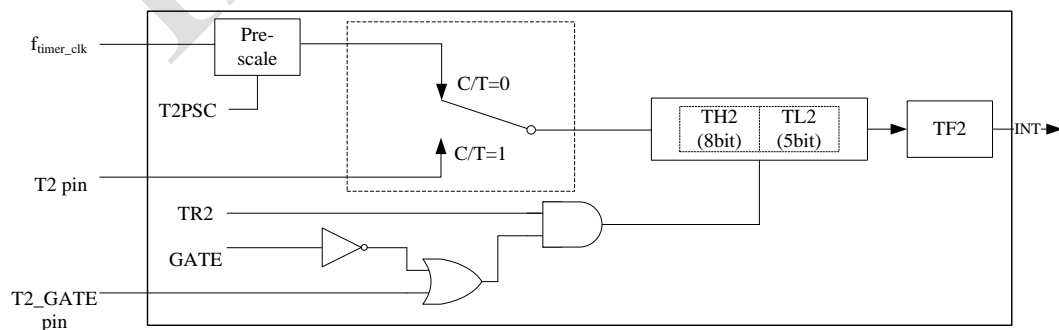 f_timer_clk
Pre-
scale
T2PSC
C/T=0
C/T=1
T2 pin
TH2
(8bit)
TL2
(5bit)
TF2
INT
TR2
GATE
T2_GATE
pin